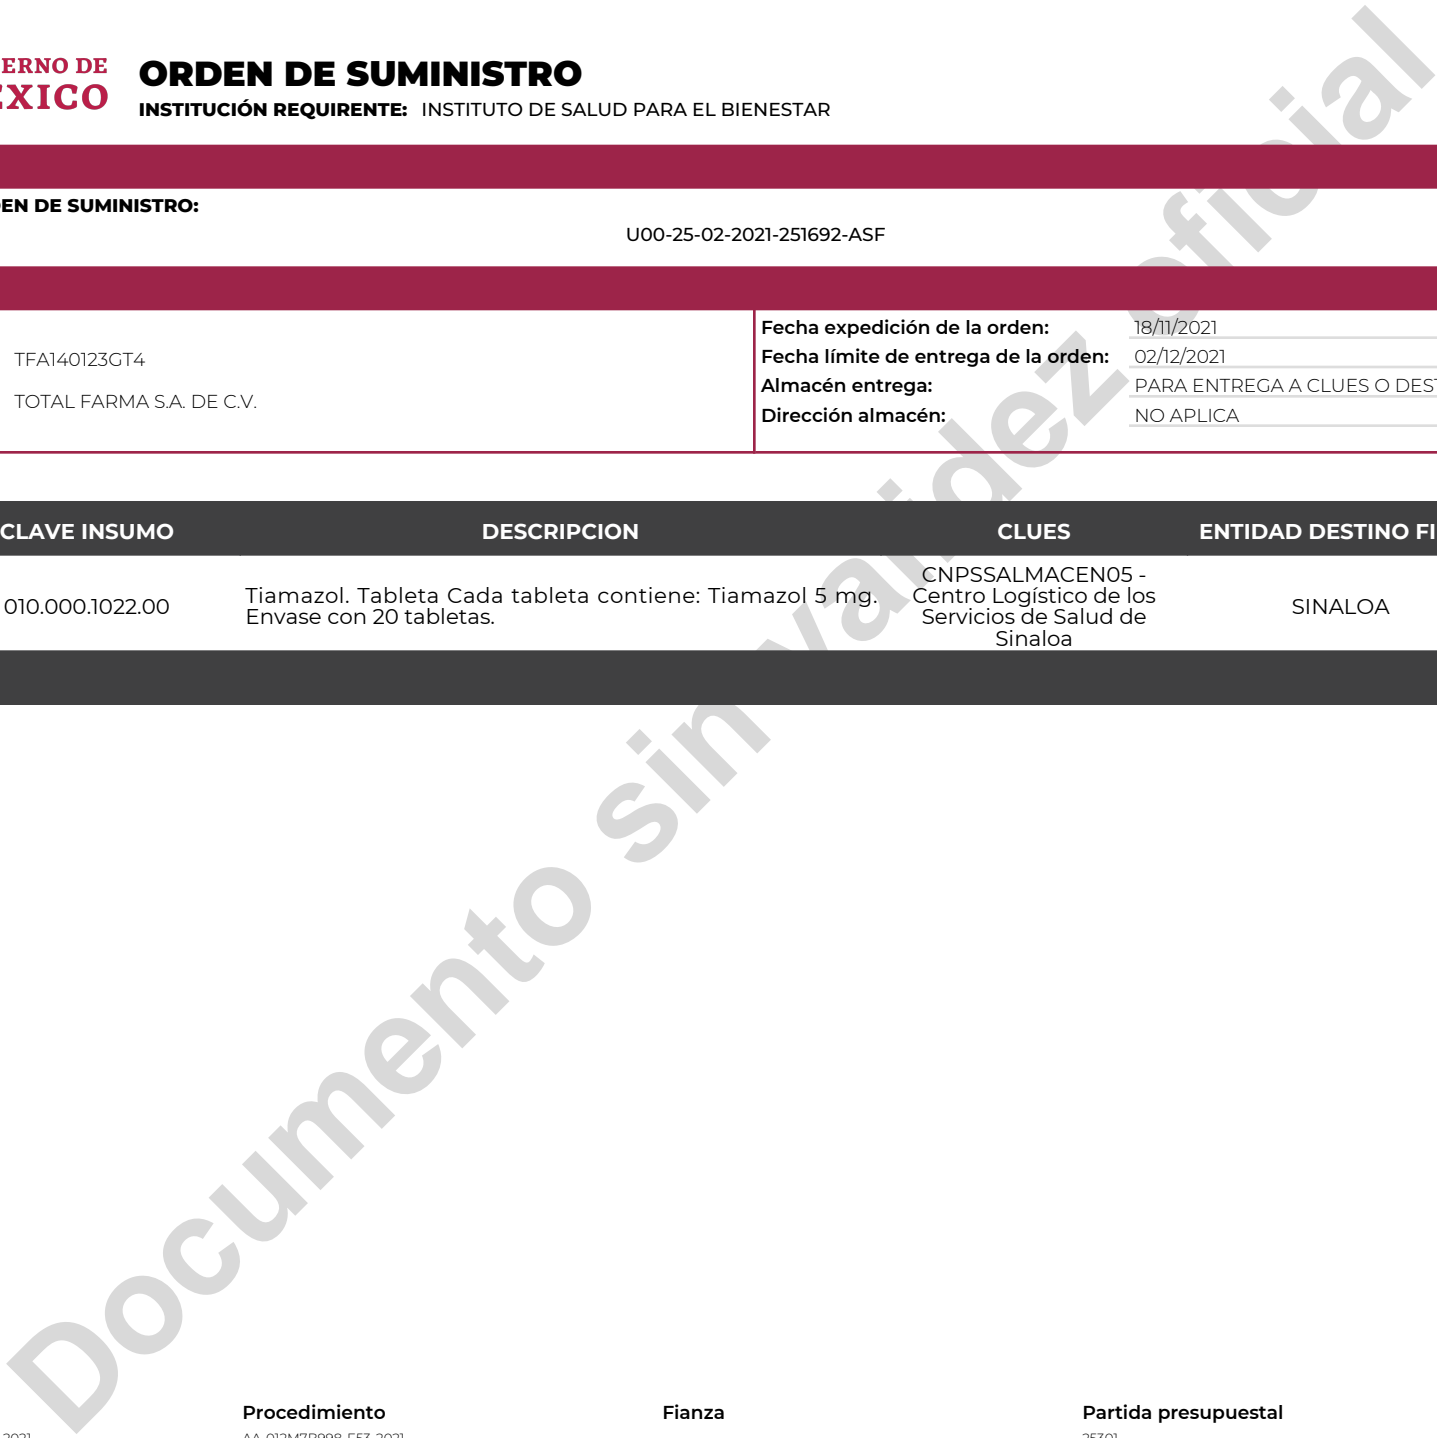 ERNO DE
ÉXICO
ORDEN DE SUMINISTRO
INSTITUCIÓN REQUIRENTE: INSTITUTO DE SALUD PARA EL BIENESTAR
EN DE SUMINISTRO:
U00-25-02-2021-251692-ASF
TFA140123GT4
TOTAL FARMA S.A. DE C.V.
Fecha expedición de la orden: 18/11/2021
Fecha límite de entrega de la orden: 02/12/2021
Almacén entrega: PARA ENTREGA A CLUES O DEST
Dirección almacén: NO APLICA
CLAVE INSUMO DESCRIPCION CLUES ENTIDAD DESTINO FI
010.000.1022.00
Tiamazol. Tableta Cada tableta contiene: Tiamazol 5 mg.
Envase con 20 tabletas.
CNPSSALMACEN05 -
Centro Logístico de los
Servicios de Salud de
Sinaloa
SINALOA
Documento sin validez oficial
Procedimiento Fianza Partida presupuestal